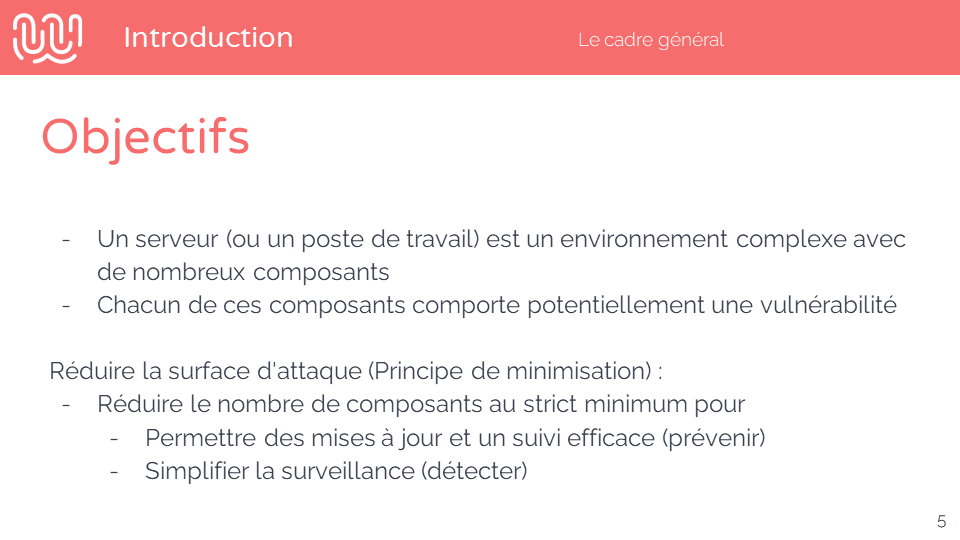 Introduction
Le cadre général
Objectifs
- Un serveur (ou un poste de travail) est un environnement complexe avec
de nombreux composants
- Chacun de ces composants comporte potentiellement une vulnérabilité
Réduire la surface d'attaque (Principe de minimisation) :
- Réduire le nombre de composants au strict minimum pour
- Permettre des mises à jour et un suivi efficace (prévenir)
- Simplifier la surveillance (détecter)
5